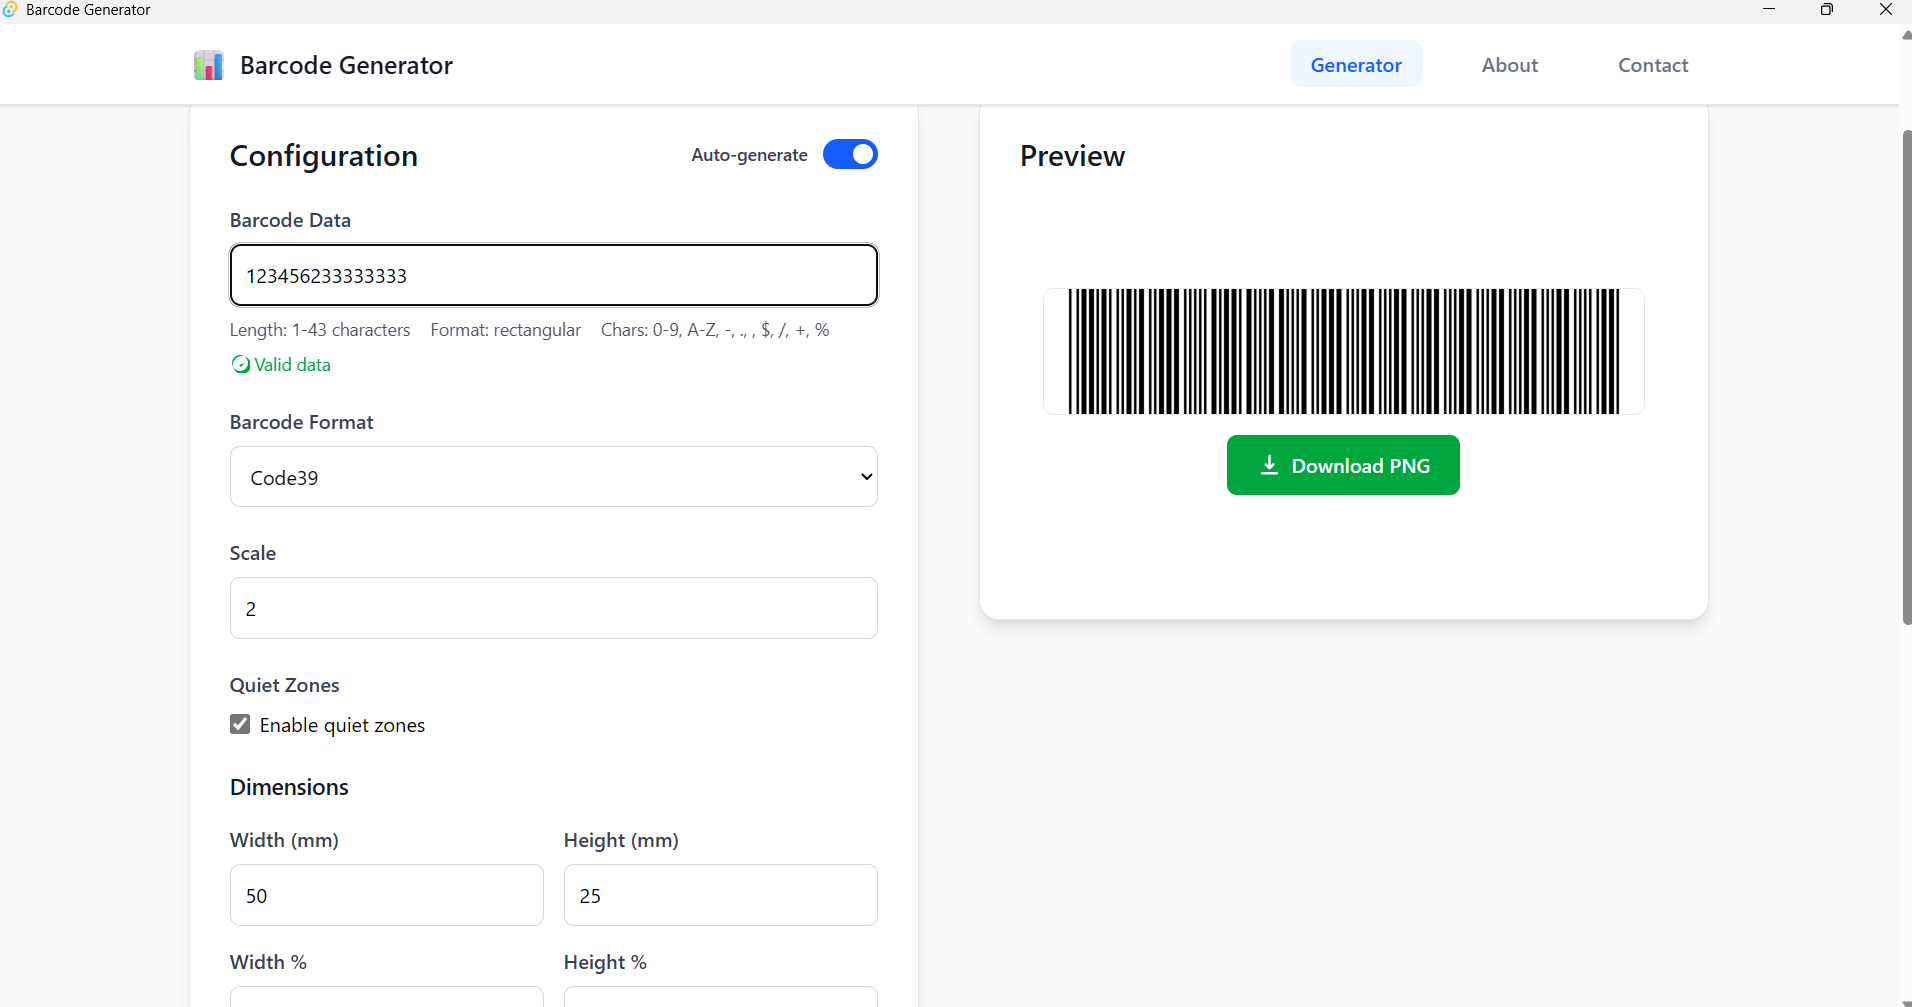 Barcode Generator
Barcode Generator
Generator
About
Contact
Configuration
Auto-generate
Barcode Data
123456233333333
Length: 1-43 characters Format: rectangular Chars: 0-9, A-Z, -, ., , $, /, +, %
Valid data
Barcode Format
Code39
Scale
2
Quiet Zones
Enable quiet zones
Dimensions
Width (mm) Height (mm)
50 25
Width % Height %
Preview
Download PNG